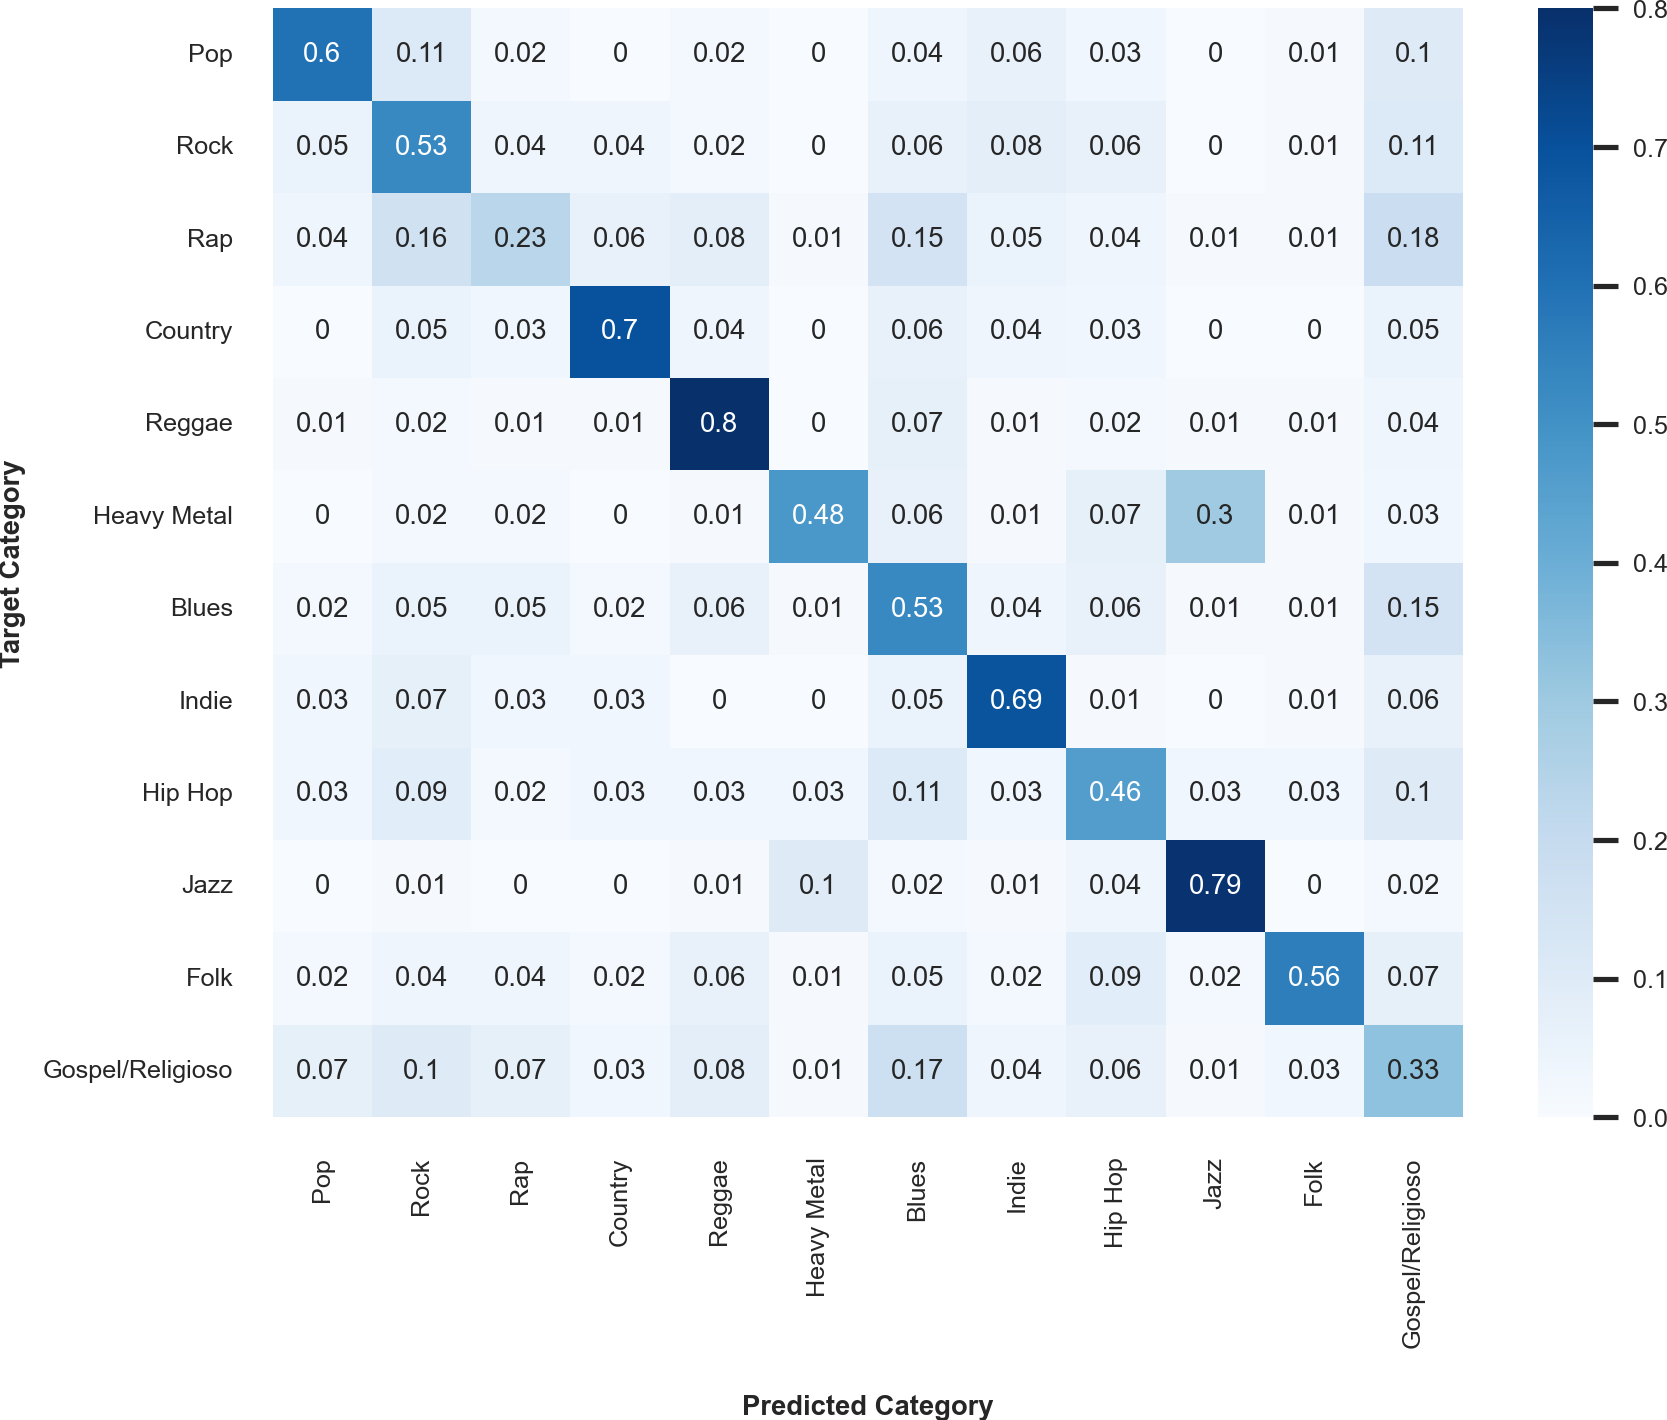 Pop 0.6 0.11 0.02 0 0.02 0 0.04 0.06 0.03 0 0.01 0.1
Rock 0.05 0.53 0.04 0.04 0.02 0 0.06 0.08 0.06 0 0.01 0.11
Rap 0.04 0.16 0.23 0.06 0.08 0.01 0.15 0.05 0.04 0.01 0.01 0.18
Country 0 0.05 0.03 0.7 0.04 0 0.06 0.04 0.03 0 0 0.05
Reggae 0.01 0.02 0.01 0.01 0.8 0 0.07 0.01 0.02 0.01 0.01 0.04
Heavy Metal 0 0.02 0.02 0 0.01 0.48 0.06 0.01 0.07 0.3 0.01 0.03
Blues 0.02 0.05 0.05 0.02 0.06 0.01 0.53 0.04 0.06 0.01 0.01 0.15
Indie 0.03 0.07 0.03 0.03 0 0 0.05 0.69 0.01 0 0.01 0.06
Hip Hop 0.03 0.09 0.02 0.03 0.03 0.03 0.11 0.03 0.46 0.03 0.03 0.1
Jazz 0 0.01 0 0 0.01 0.1 0.02 0.01 0.04 0.79 0 0.02
Folk 0.02 0.04 0.04 0.02 0.06 0.01 0.05 0.02 0.09 0.02 0.56 0.07
Gospel/Religioso 0.07 0.1 0.07 0.03 0.08 0.01 0.17 0.04 0.06 0.01 0.03 0.33
Pop Rock Rap Country Reggae Heavy Metal Blues Indie Hip Hop Jazz Folk Gospel/Religioso
Predicted Category
Target Category
0.8
0.7
0.6
0.5
0.4
0.3
0.2
0.1
0.0